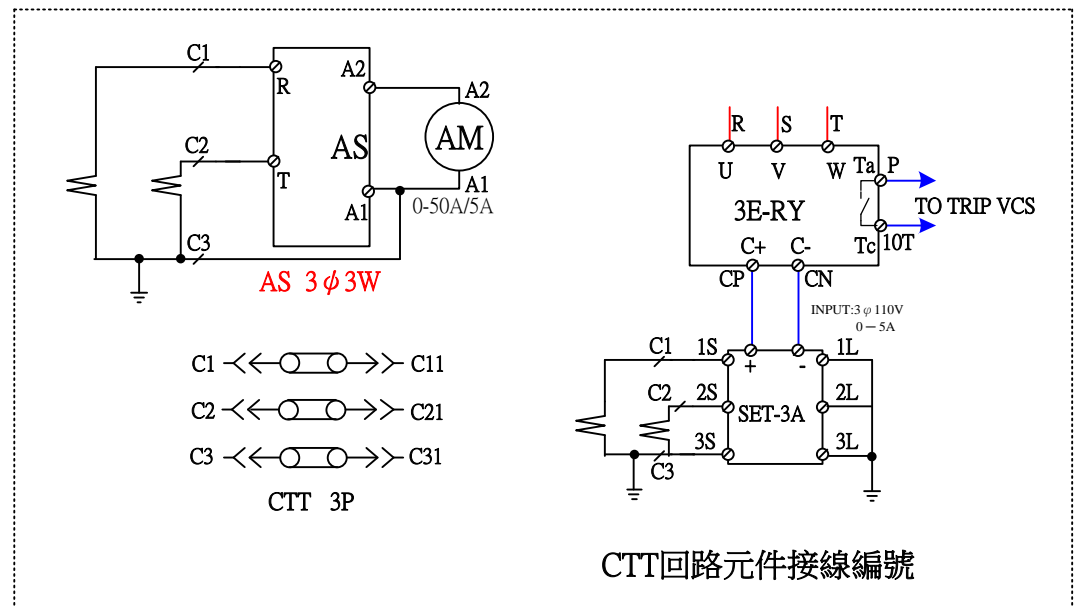 C1
R
A2
A2
AM
AS
C2
T
A1
A1
0-50A/5A
C3
AS 3φ3W
C1 C11
C2 C21
C3 C31
CTT 3P
R S T
U V W
Ta P
3E-RY
TO TRIP VCS
Tc 10T
C+ C-
CP CN
INPUT:3φ110V
0-5A
C1 1S + - 1L
C2 2S SET-3A 2L
C3 3S 3L
CTT回路元件接線編號